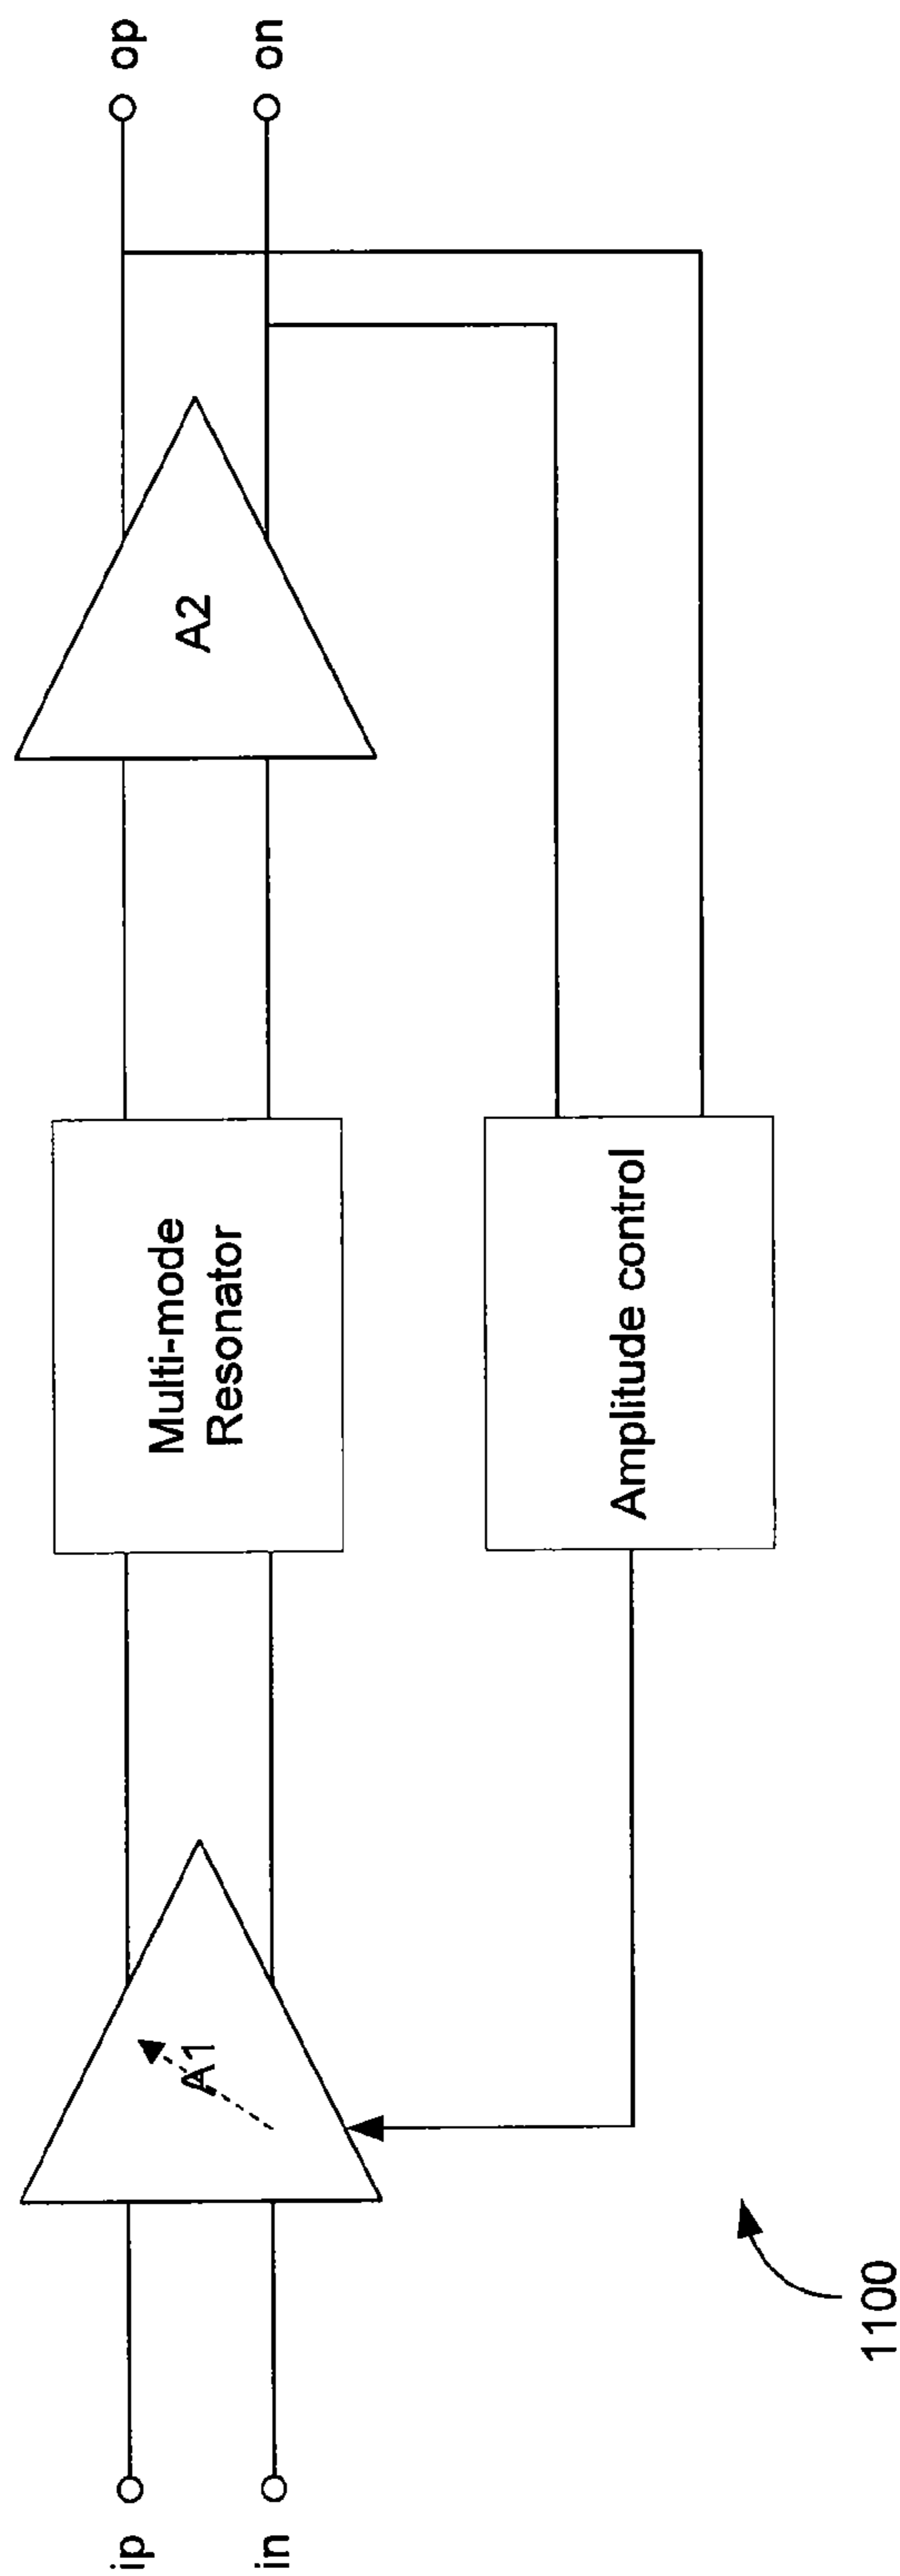 ip
in
A1
Multi-mode
Resonator
A2
op
on
Amplitude control
1100